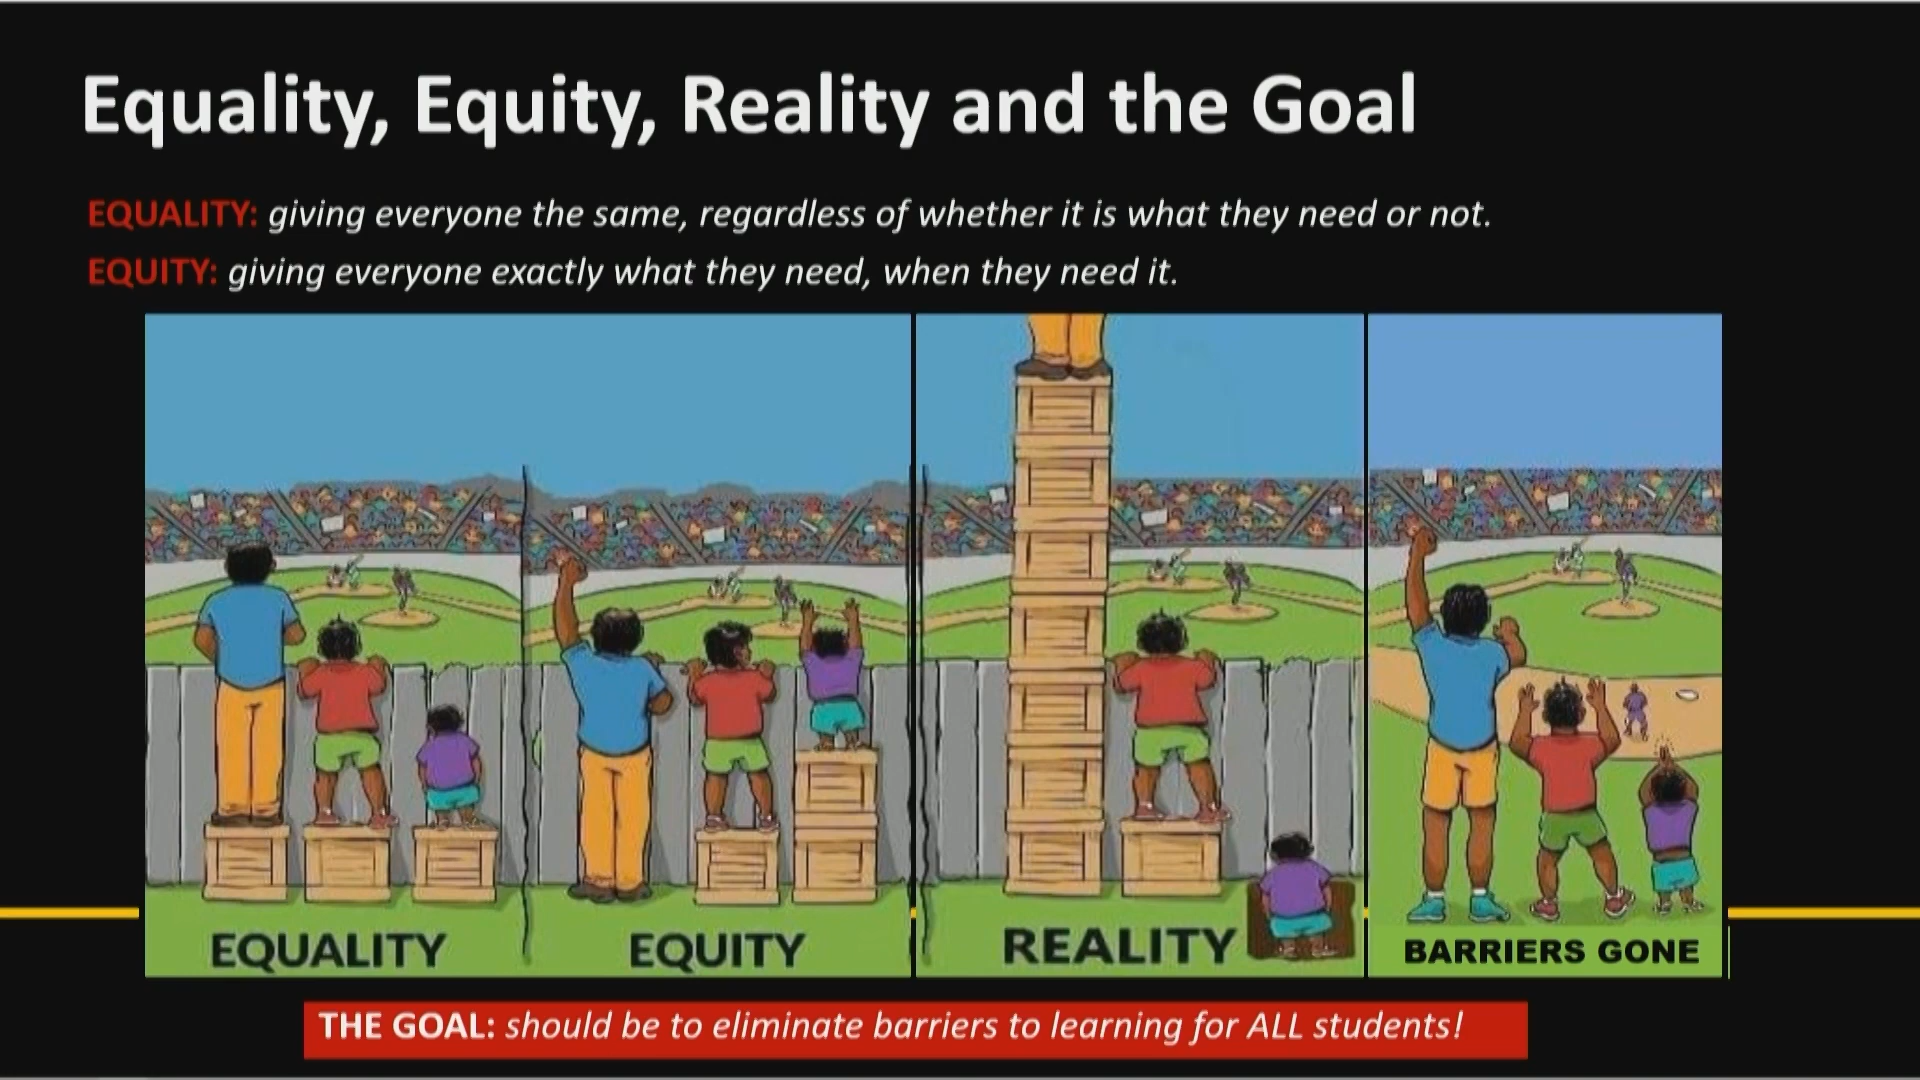 Equality, Equity, Reality and the Goal
EQUALITY: giving everyone the same, regardless of whether it is what they need or not.
EQUITY: giving everyone exactly what they need, when they need it.
EQUALITY
EQUITY
REALITY
BARRIERS GONE
THE GOAL: should be to eliminate barriers to learning for ALL students!